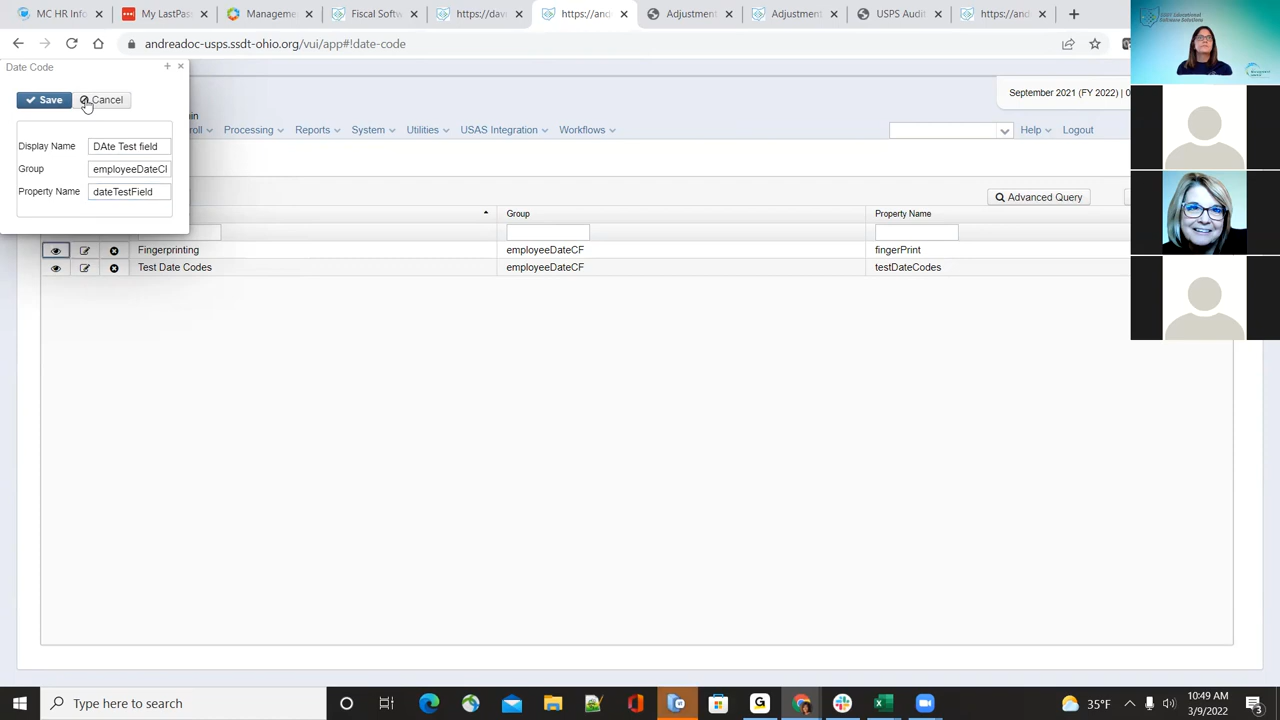 MC HR Info
My LastPass
Manageme
Fiscal Softw
https://and
https://and
Adjustment
Adjustment
https://and
andreadoc-usps.ssdt-ohio.org/vui/app#!date-code
Date Code
Save
Cancel
Display Name DAte Test field
Group employeeDateCl
Property Name dateTestField
September 2021 (FY 2022) | 0
Processing Reports System Utilities USAS Integration Workflows Help Logout
Advanced Query
Group Property Name
Fingerprinting employeeDateCF fingerPrint
Test Date Codes employeeDateCF testDateCodes
Type here to search
35°F
10:49 AM
3/9/2022
3